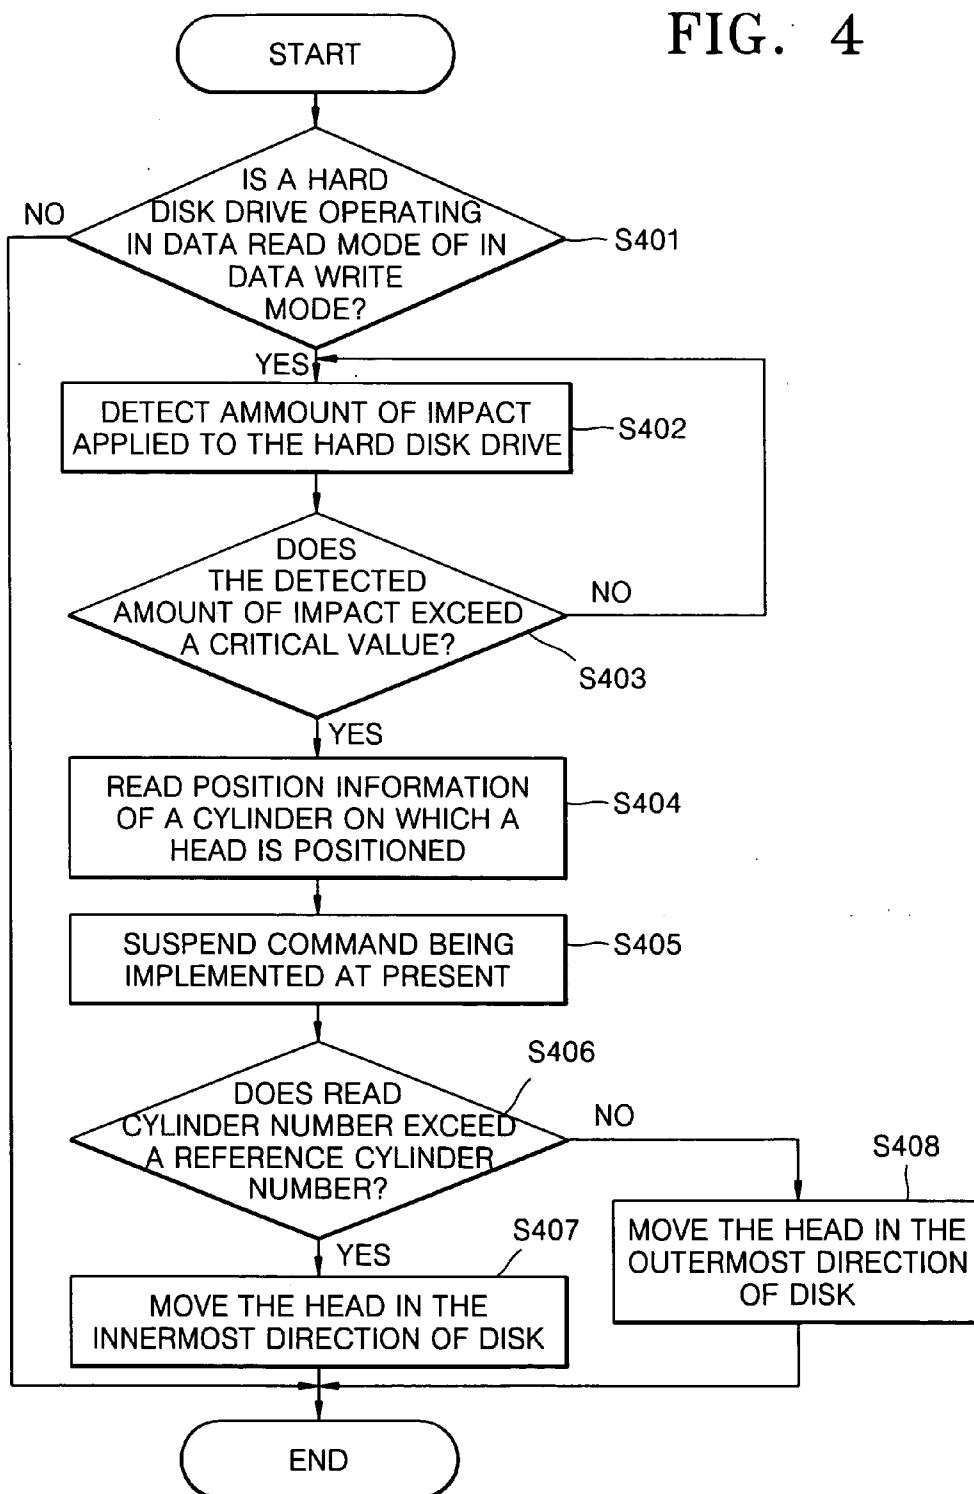 FIG. 4
START
IS A HARD
DISK DRIVE OPERATING
IN DATA READ MODE OF IN
DATA WRITE
MODE?
NO
S401
YES
DETECT AMMOUNT OF IMPACT
APPLIED TO THE HARD DISK DRIVE
S402
DOES
THE DETECTED
AMOUNT OF IMPACT EXCEED
A CRITICAL VALUE?
NO
S403
YES
READ POSITION INFORMATION
OF A CYLINDER ON WHICH A
HEAD IS POSITIONED
S404
SUSPEND COMMAND BEING
IMPLEMENTED AT PRESENT
S405
S406
DOES READ
CYLINDER NUMBER EXCEED
A REFERENCE CYLINDER
NUMBER?
NO
S408
YES
S407
MOVE THE HEAD IN THE
INNERMOST DIRECTION OF DISK
MOVE THE HEAD IN THE
OUTERMOST DIRECTION
OF DISK
END